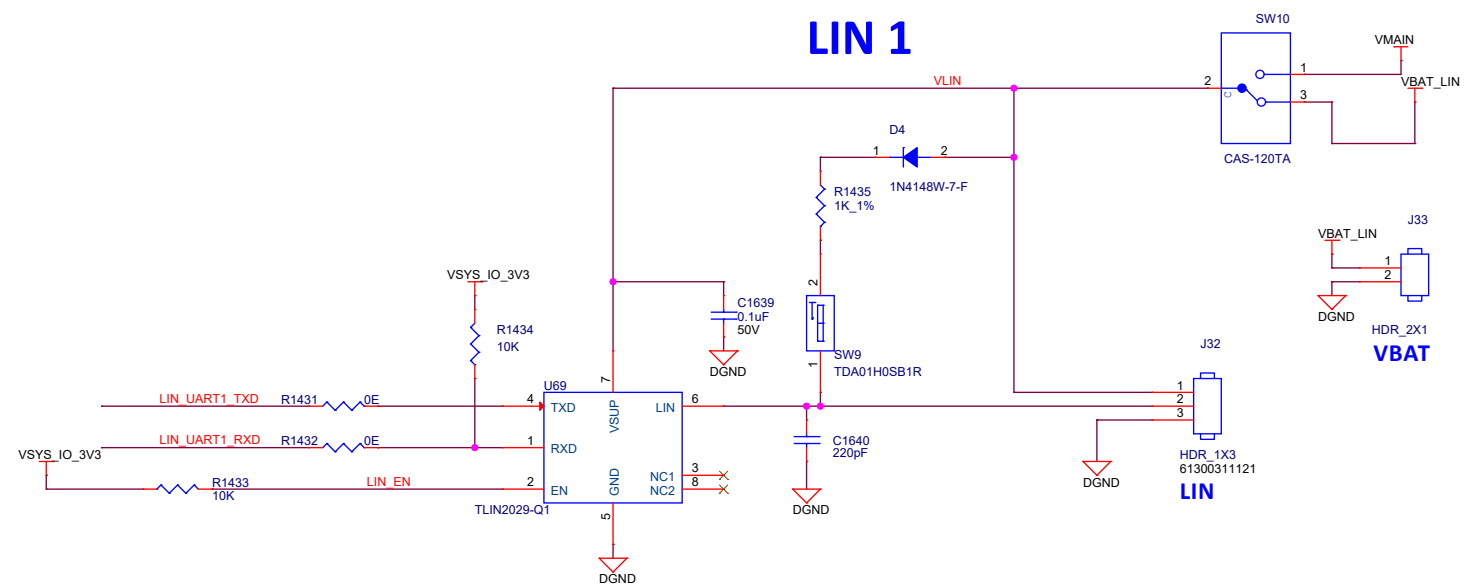 LIN 1
SW10
VMAIN
VBAT_LIN
VLIN
2
1
3
C
CAS-120TA
D4
1
2
1N4148W-7-F
R1435
1K_1%
J33
VBAT_LIN
1
2
DGND
HDR_2X1
VBAT
VSYS_IO_3V3
R1434
10K
C1639
0.1uF
50V
DGND
2
SW9
TDA01H0SB1R
1
J32
1
2
3
HDR_1X3
61300311121
LIN
DGND
U69
7
LIN_UART1_TXD
R1431
0E
4
TXD
VSUP
LIN
6
LIN_UART1_RXD
R1432
0E
1
RXD
C1640
220pF
DGND
VSYS_IO_3V3
R1433
10K
LIN_EN
2
EN
GND
NC1
3
NC2
8
TLIN2029-Q1
5
DGND